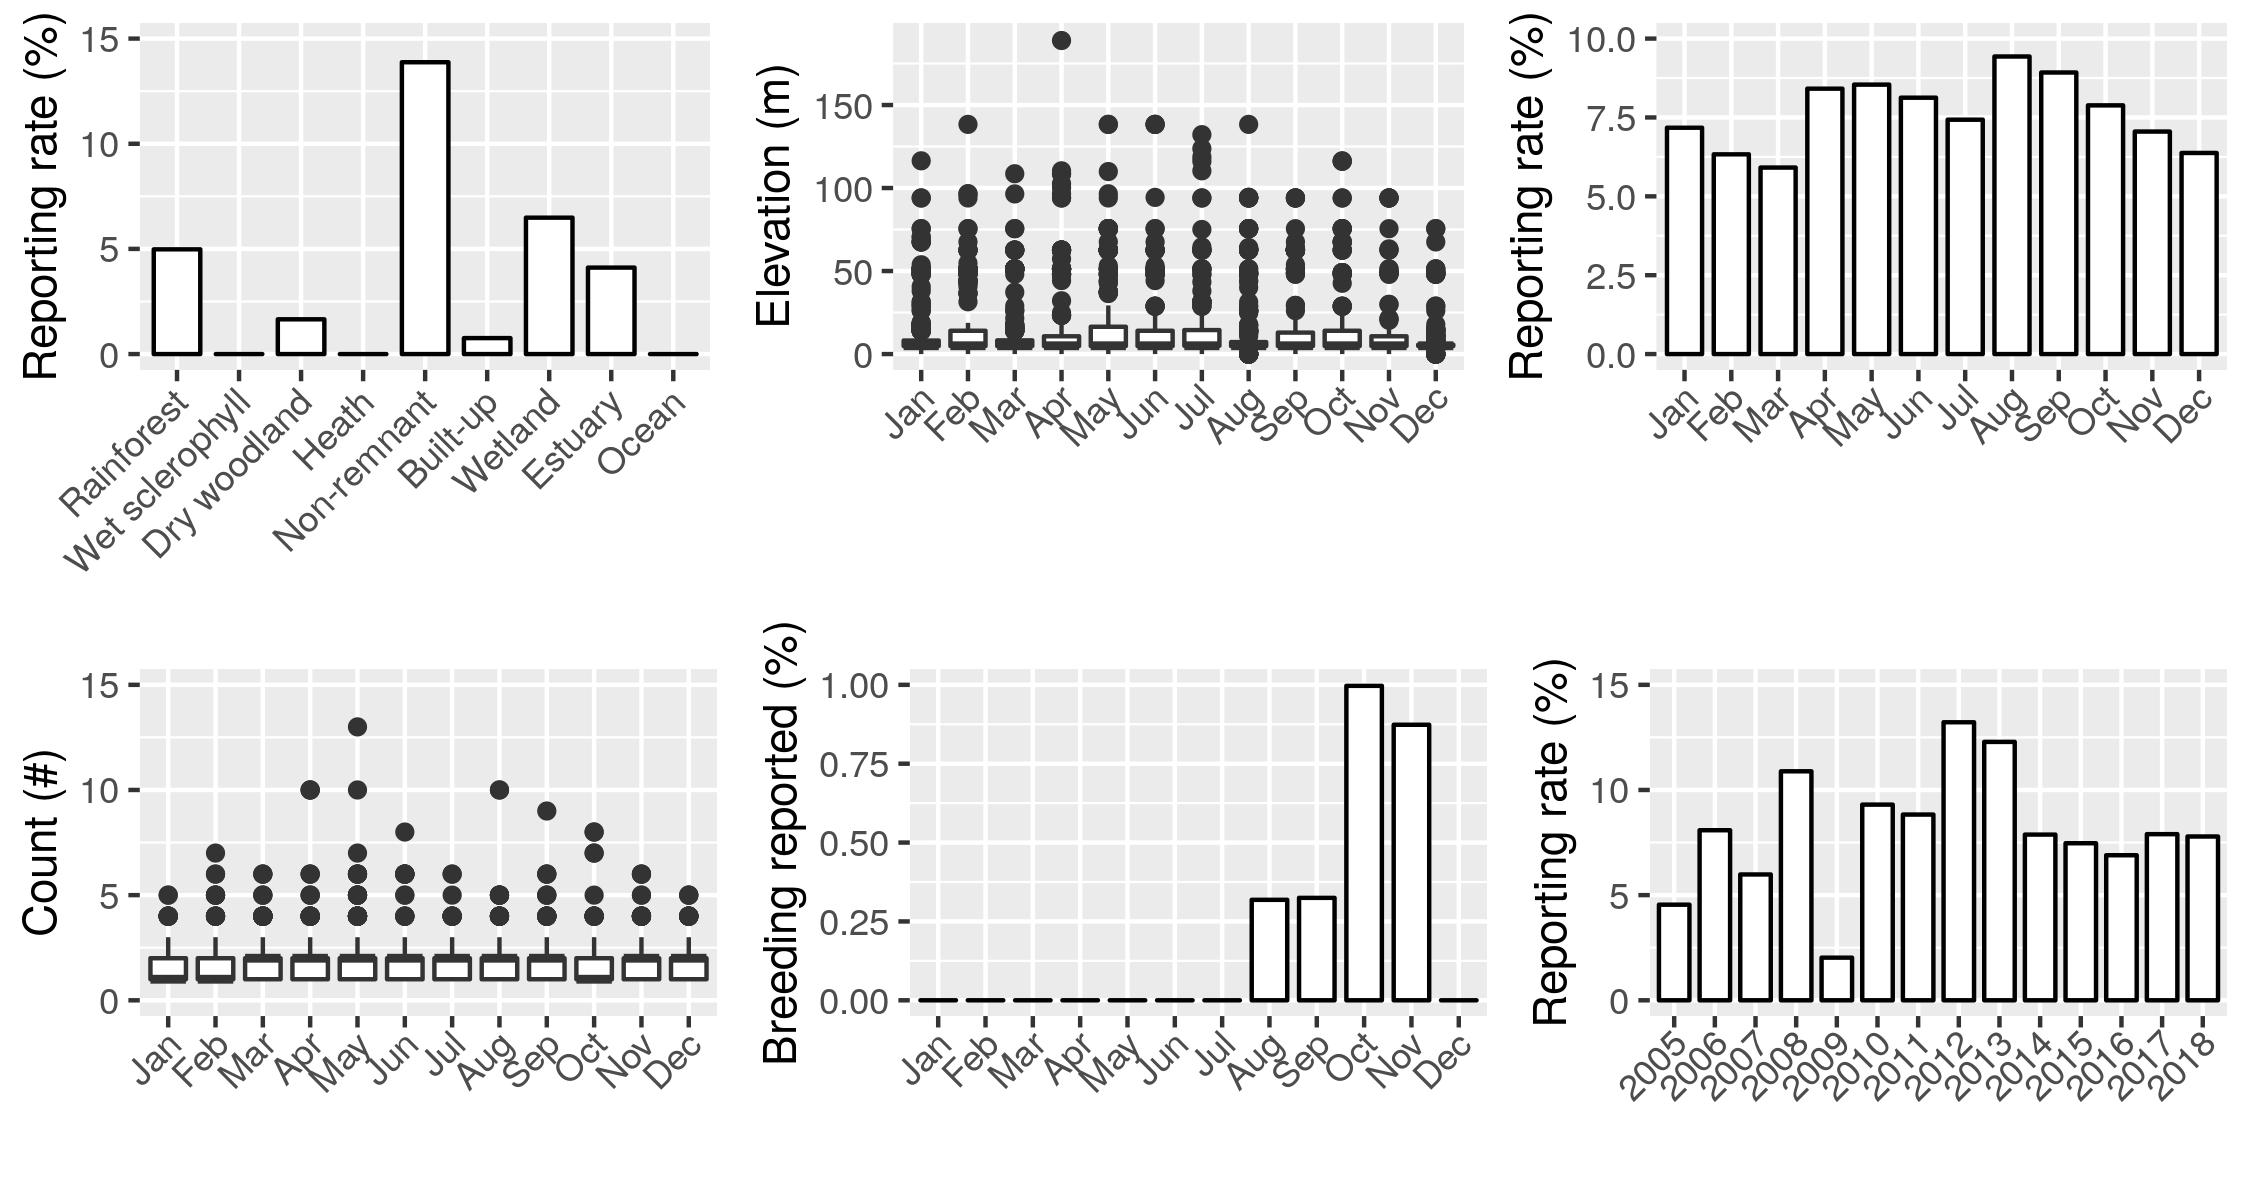 Reporting rate (%)
15
10
5
0
Rainforest
Wet sclerophyll
Dry woodland
Heath
Non-remnant
Built-up
Wetland
Estuary
Ocean
Elevation (m)
150
100
50
0
Jan
Feb
Mar
Apr
May
Jun
Jul
Aug
Sep
Oct
Nov
Dec
Reporting rate (%)
10.0
7.5
5.0
2.5
0.0
Jan
Feb
Mar
Apr
May
Jun
Jul
Aug
Sep
Oct
Nov
Dec
Count (#)
15
10
5
0
Jan
Feb
Mar
Apr
May
Jun
Jul
Aug
Sep
Oct
Nov
Dec
Breeding reported (%)
1.00
0.75
0.50
0.25
0.00
Jan
Feb
Mar
Apr
May
Jun
Jul
Aug
Sep
Oct
Nov
Dec
Reporting rate (%)
15
10
5
0
2005
2006
2007
2008
2009
2010
2011
2012
2013
2014
2015
2016
2017
2018